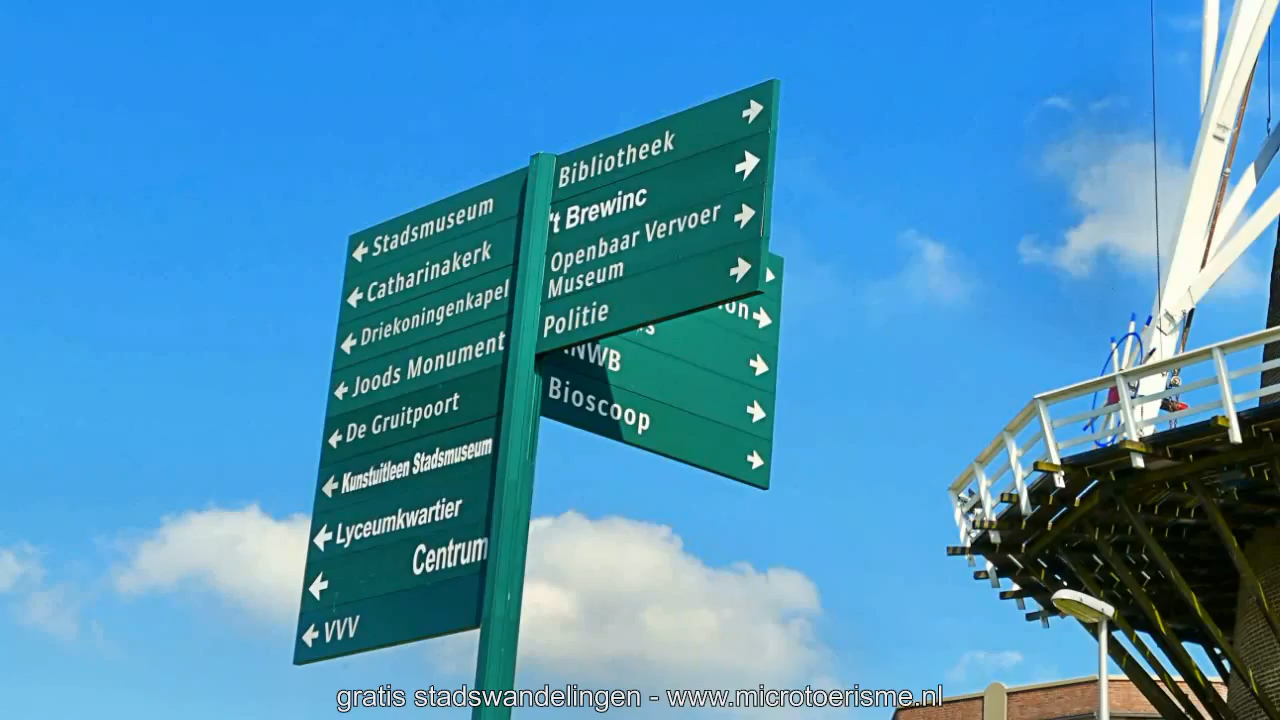 Stadsmuseum
Catharinakerk
Driekoningenkapel
Joods Monument
De Gruitpoort
Kunstuitleen Stadsmuseum
Lyceumkwartier
Centrum
VVV
Bibliotheek
't Brewinc
Openbaar Vervoer
Museum
Politie
Bioscoop
gratis stadswandelingen - www.microtoerisme.nl